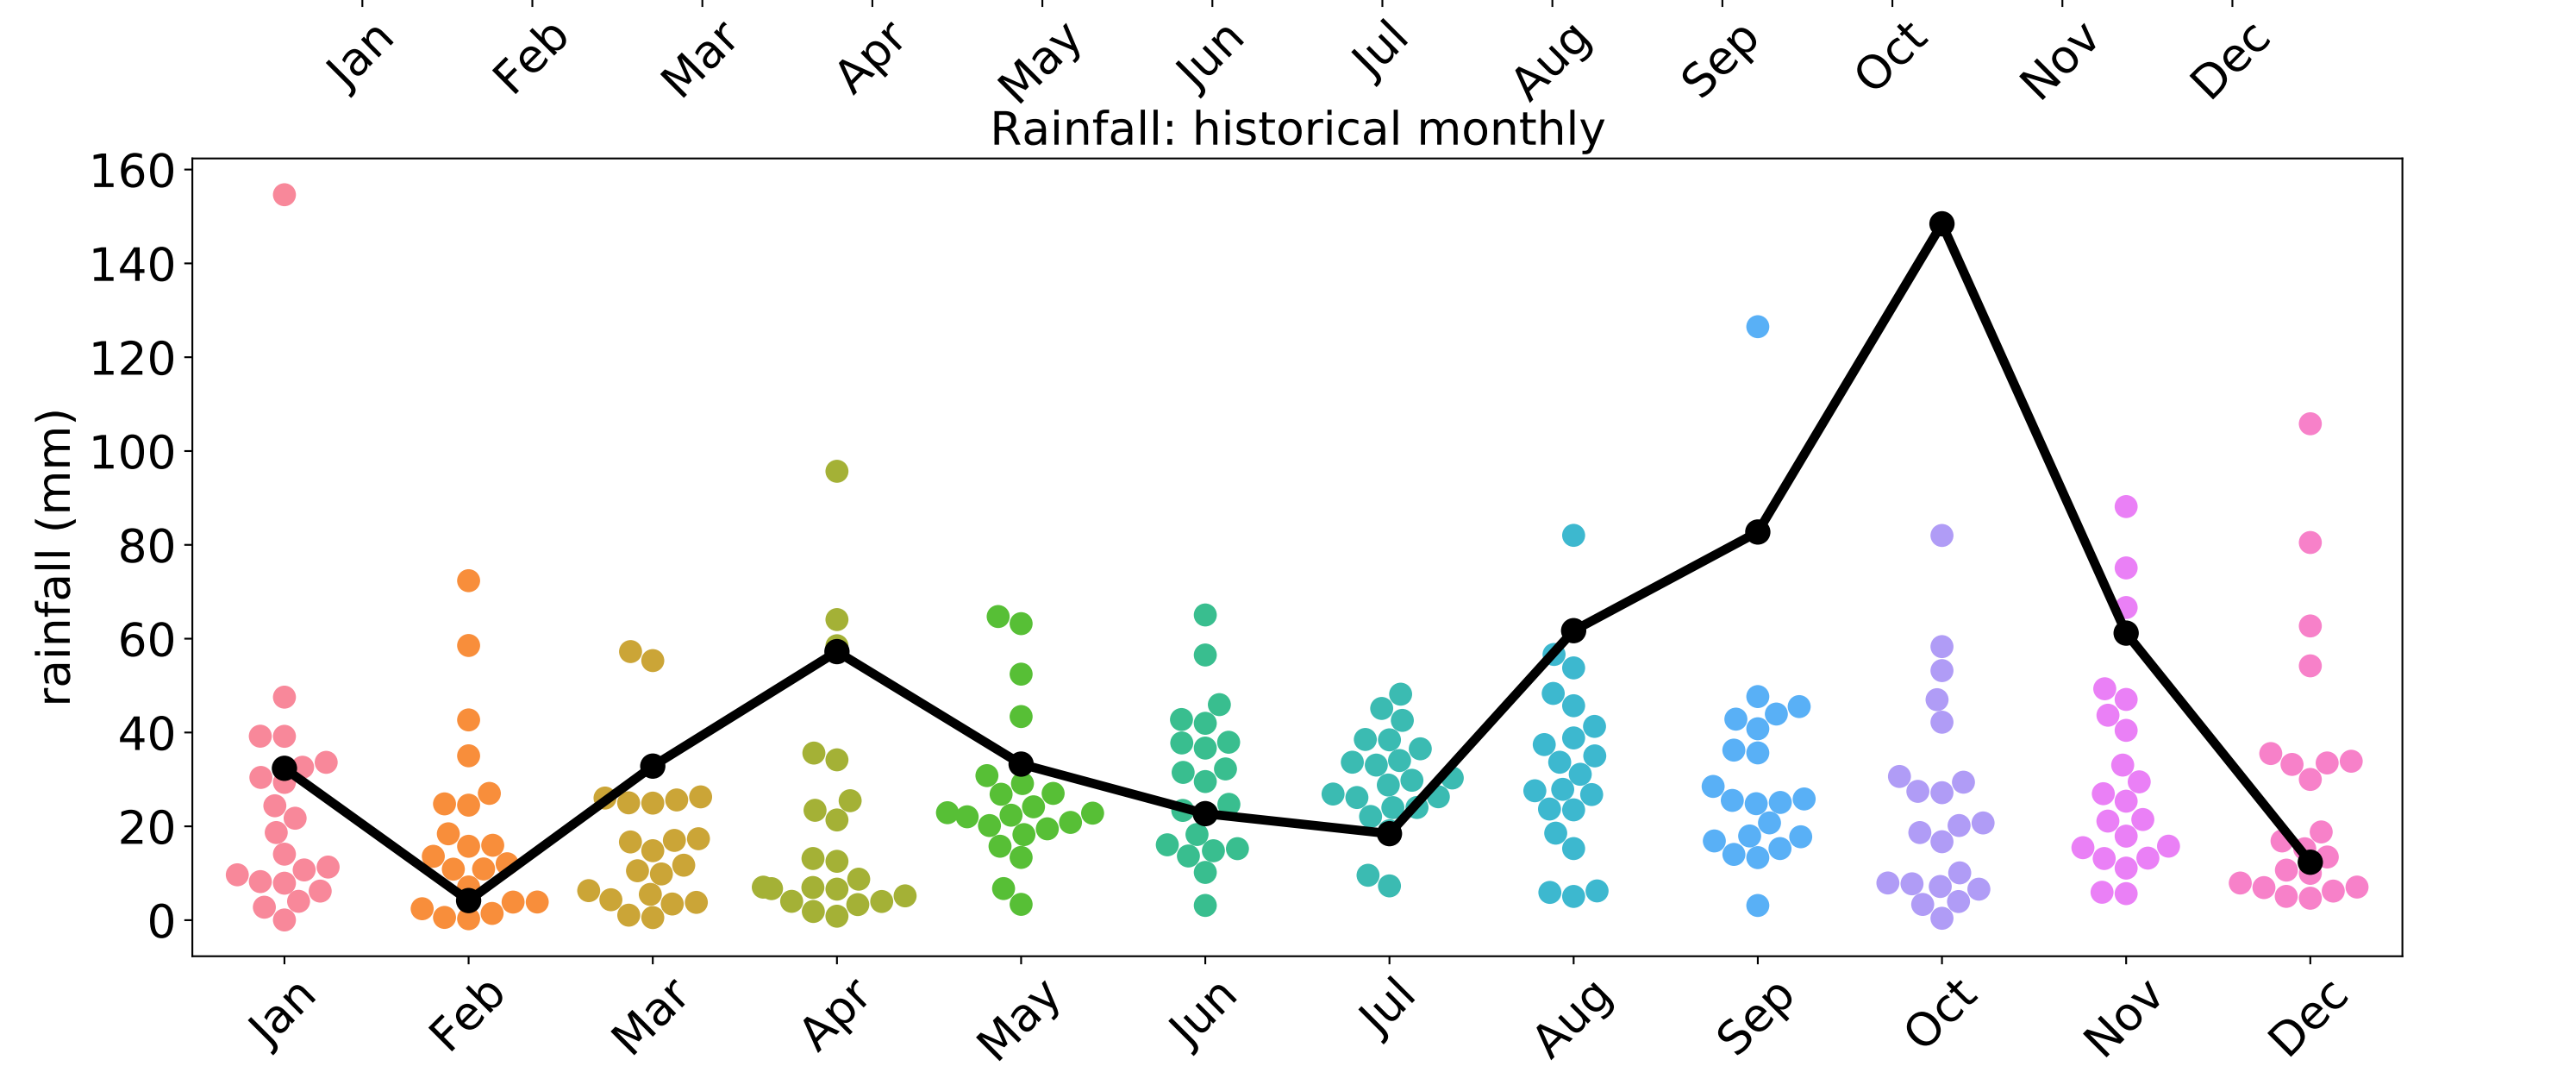 Jan Feb Mar Apr May Jun Jul Aug Sep Oct Nov Dec
Rainfall: historical monthly
rainfall (mm)
160
140
120
100
80
60
40
20
0
Jan Feb Mar Apr May Jun Jul Aug Sep Oct Nov Dec